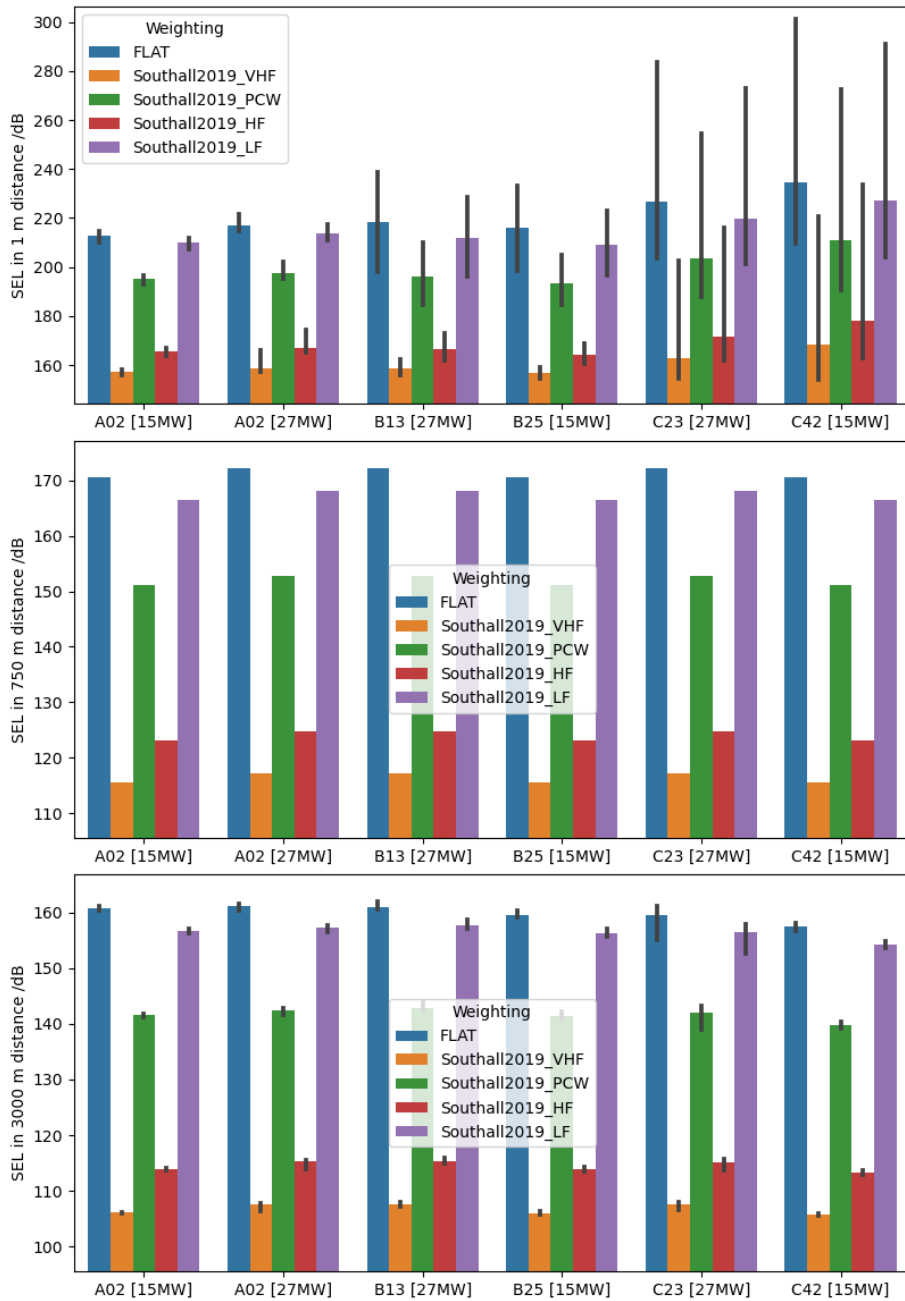 300
280
260
240
220
200
180
160
SEL in 1 m distance /dB
Weighting
FLAT
Southall2019_VHF
Southall2019_PCW
Southall2019_HF
Southall2019_LF
A02 [15MW] A02 [27MW] B13 [27MW] B25 [15MW] C23 [27MW] C42 [15MW]
170
160
150
140
130
120
110
SEL in 750 m distance /dB
Weighting
FLAT
Southall2019_VHF
Southall2019_PCW
Southall2019_HF
Southall2019_LF
A02 [15MW] A02 [27MW] B13 [27MW] B25 [15MW] C23 [27MW] C42 [15MW]
160
150
140
130
120
110
100
SEL in 3000 m distance /dB
Weighting
FLAT
Southall2019_VHF
Southall2019_PCW
Southall2019_HF
Southall2019_LF
A02 [15MW] A02 [27MW] B13 [27MW] B25 [15MW] C23 [27MW] C42 [15MW]